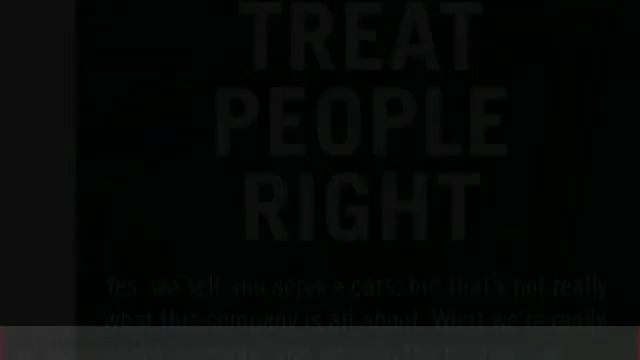 TREAT
PEOPLE
RIGHT
Yes, we sell and service cars, but that's not really
what this company is all about. What we're really